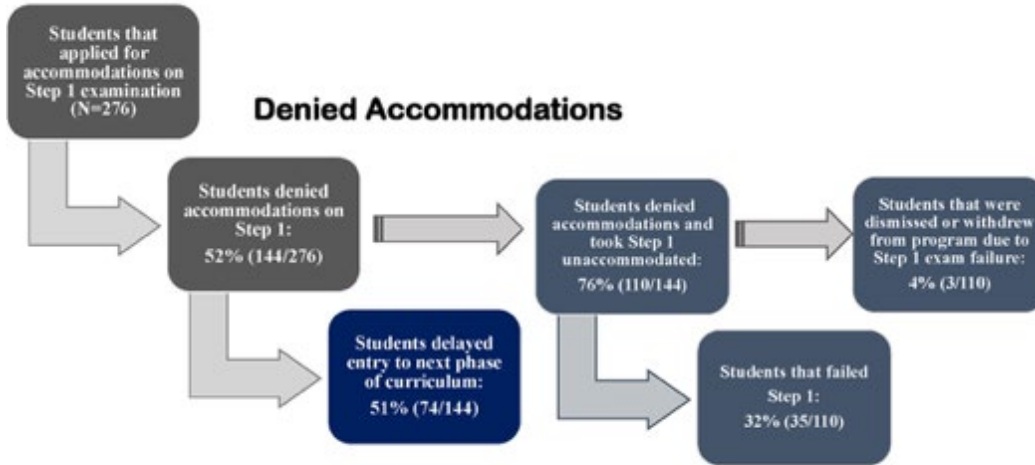 Students that
applied for
accommodations on
Step 1 examination
(N=276)
Denied Accommodations
Students denied
accommodations on
Step 1:
52% (144/276)
Students denied
accommodations and
took Step 1
unaccommodated:
76% (110/144)
Students that were
dismissed or withdrew
from program due to
Step 1 exam failure:
4% (3/110)
Students delayed
entry to next phase
of curriculum:
51% (74/144)
Students that failed
Step 1:
32% (35/110)